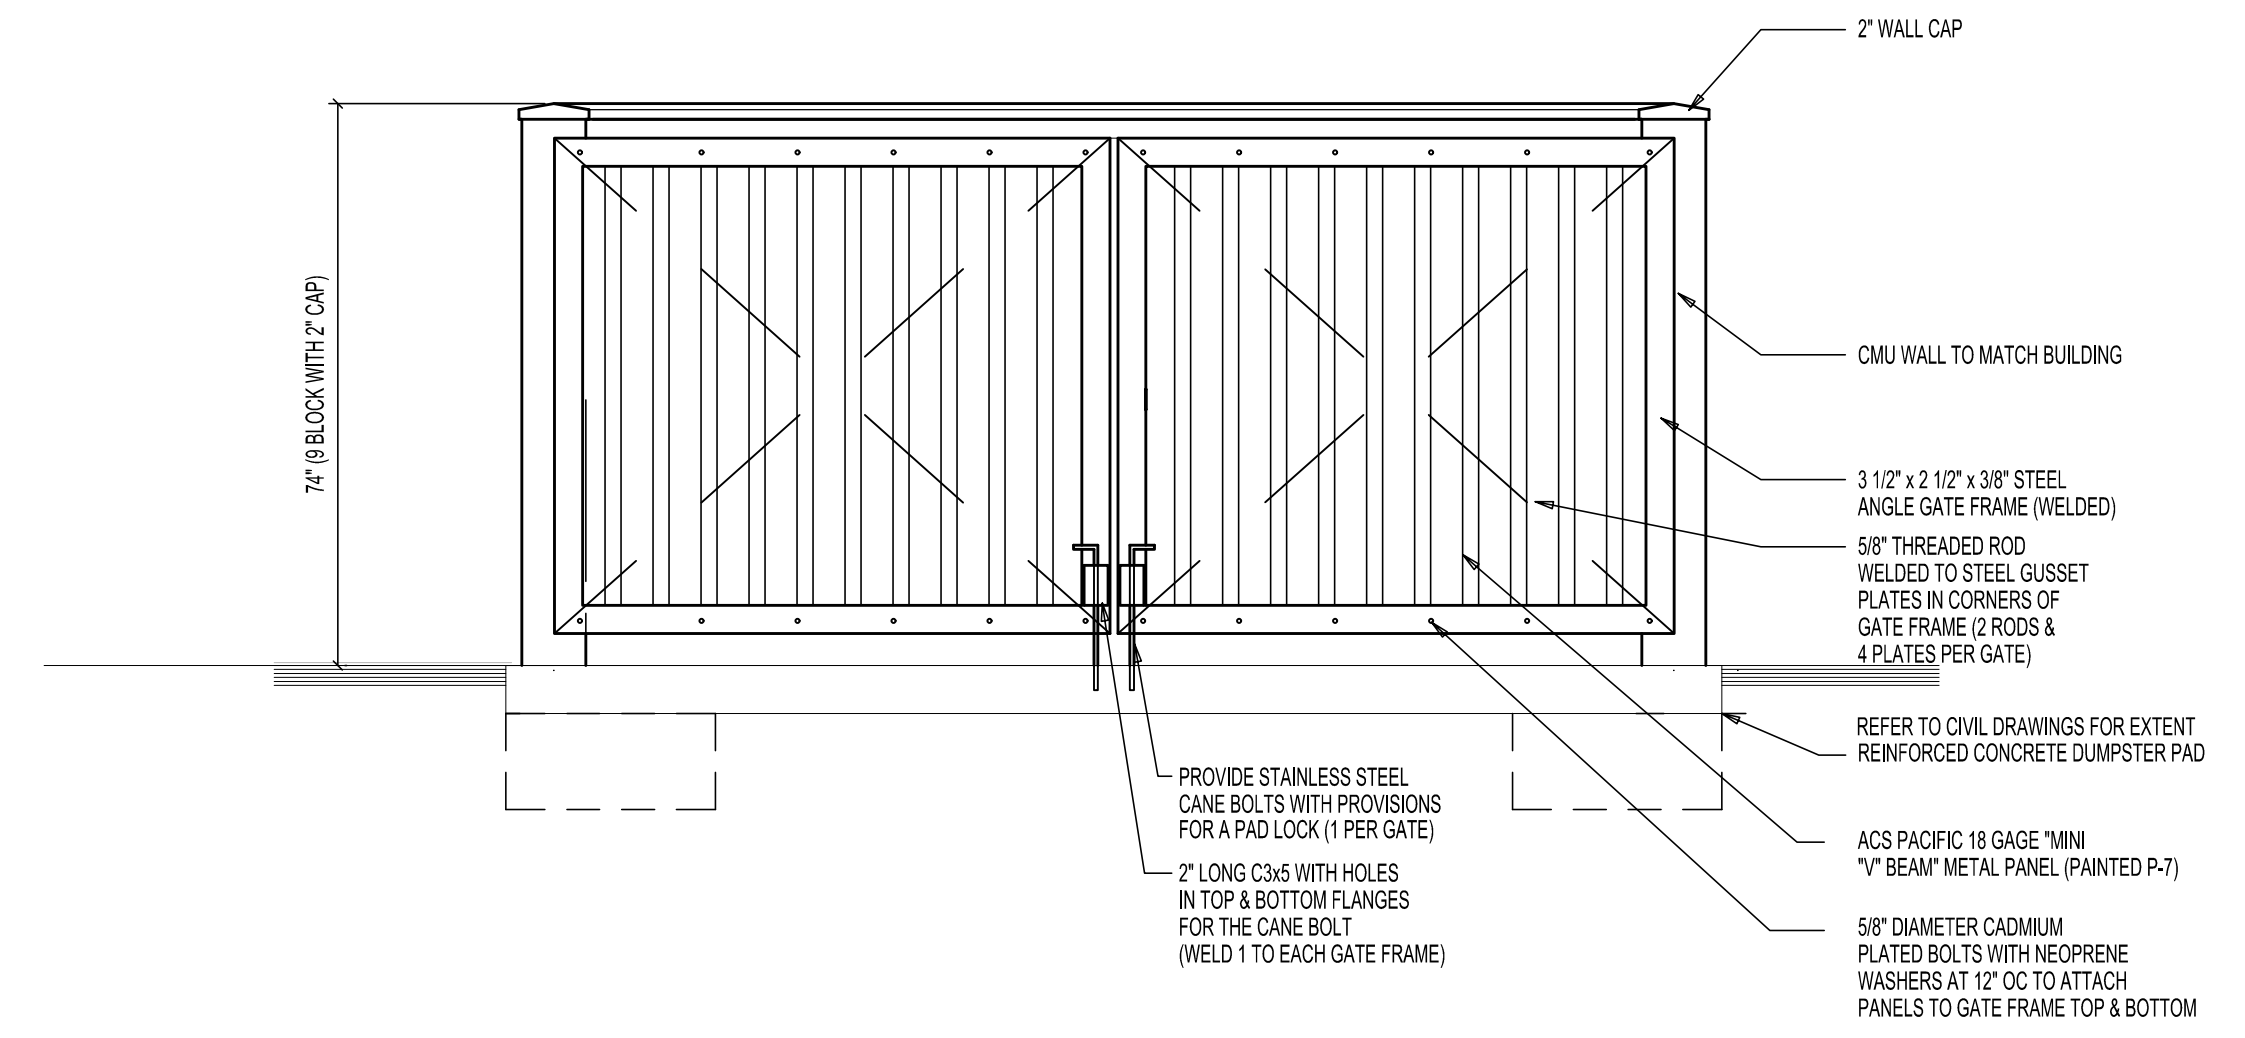 2" WALL CAP
74" (9 BLOCK WITH 2" CAP)
CMU WALL TO MATCH BUILDING
3 1/2" x 2 1/2" x 3/8" STEEL
ANGLE GATE FRAME (WELDED)
5/8" THREADED ROD
WELDED TO STEEL GUSSET
PLATES IN CORNERS OF
GATE FRAME (2 RODS &
4 PLATES PER GATE)
REFER TO CIVIL DRAWINGS FOR EXTENT
REINFORCED CONCRETE DUMPSTER PAD
PROVIDE STAINLESS STEEL
CANE BOLTS WITH PROVISIONS
FOR A PAD LOCK (1 PER GATE)
2" LONG C3x5 WITH HOLES
IN TOP & BOTTOM FLANGES
FOR THE CANE BOLT
(WELD 1 TO EACH GATE FRAME)
ACS PACIFIC 18 GAGE "MINI
"V" BEAM" METAL PANEL (PAINTED P-7)
5/8" DIAMETER CADMIUM
PLATED BOLTS WITH NEOPRENE
WASHERS AT 12" OC TO ATTACH
PANELS TO GATE FRAME TOP & BOTTOM